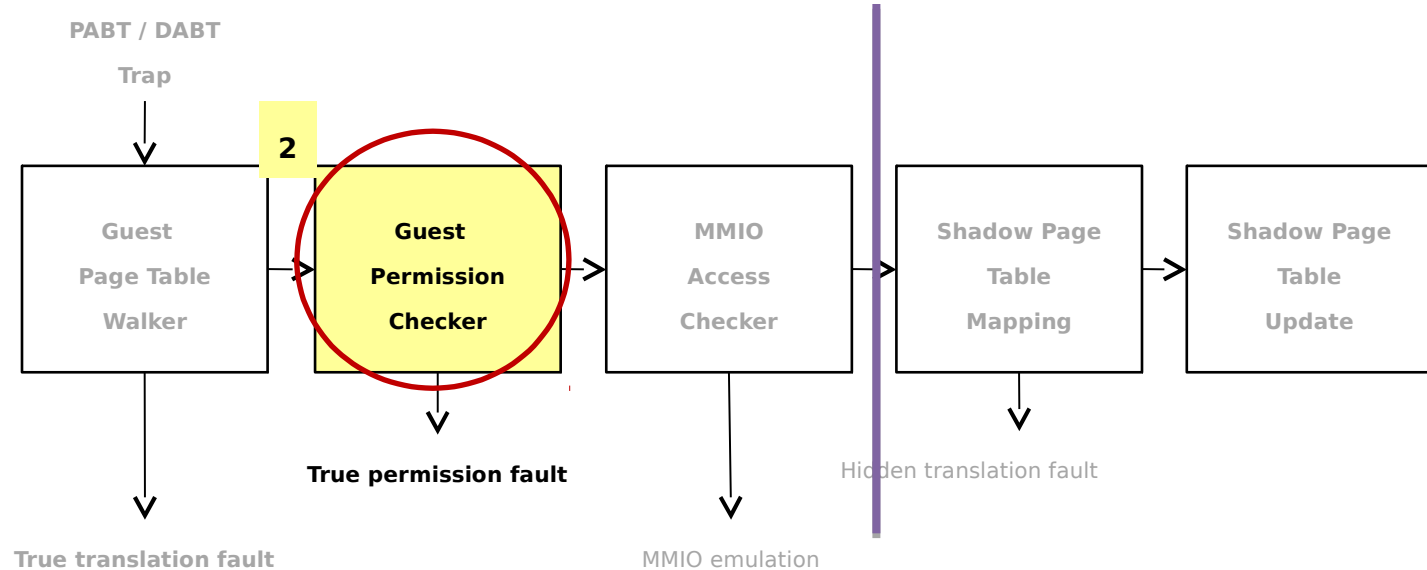 PABT / DABT
Trap
2
Guest
Page Table
Walker
Guest
Permission
Checker
MMIO
Access
Checker
Shadow Page
Table
Mapping
Shadow Page
Table
Update
True permission fault
Hidden translation fault
True translation fault
MMIO emulation